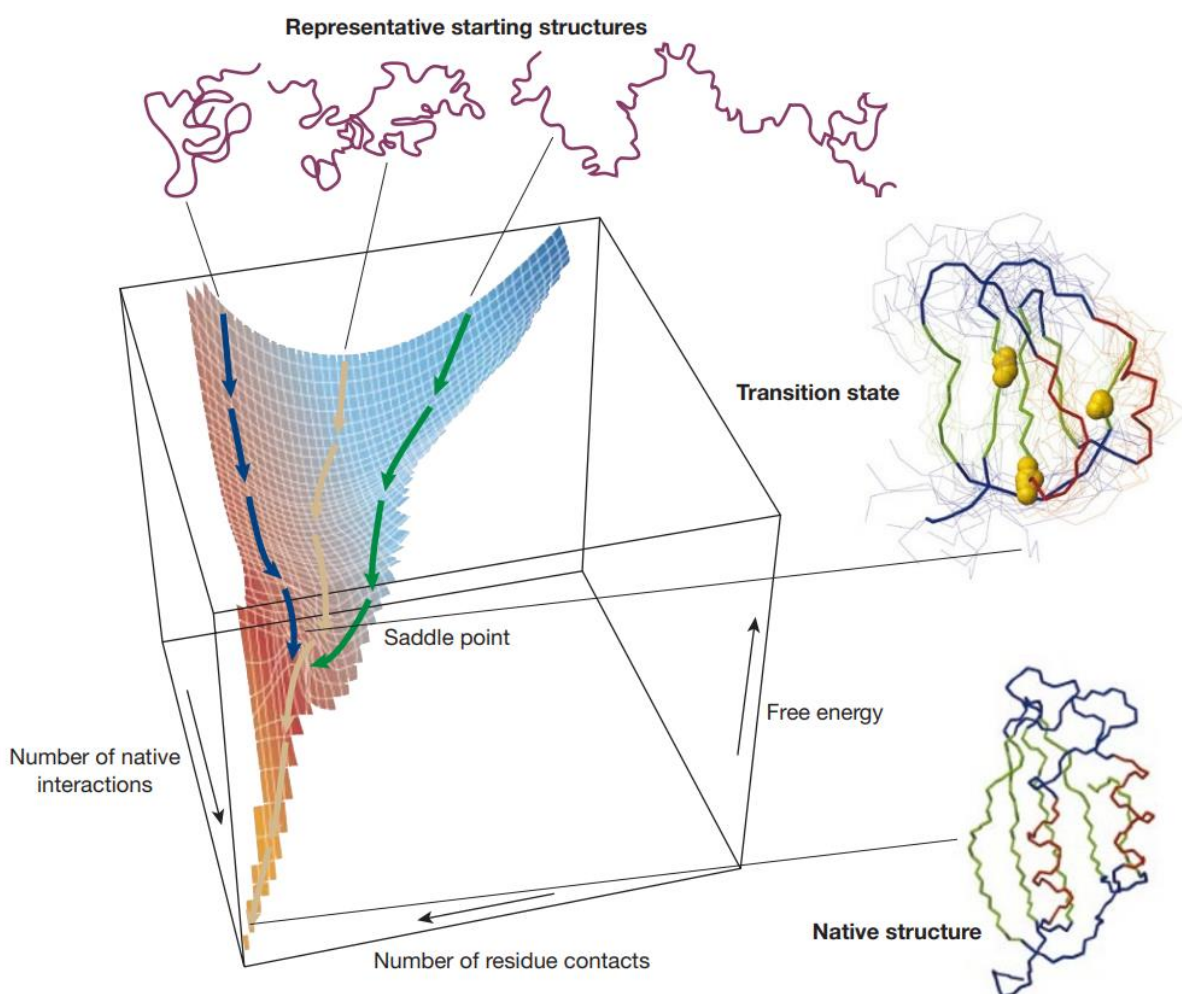 Representative starting structures
Transition state
Saddle point
Free energy
Number of native
interactions
Native structure
Number of residue contacts